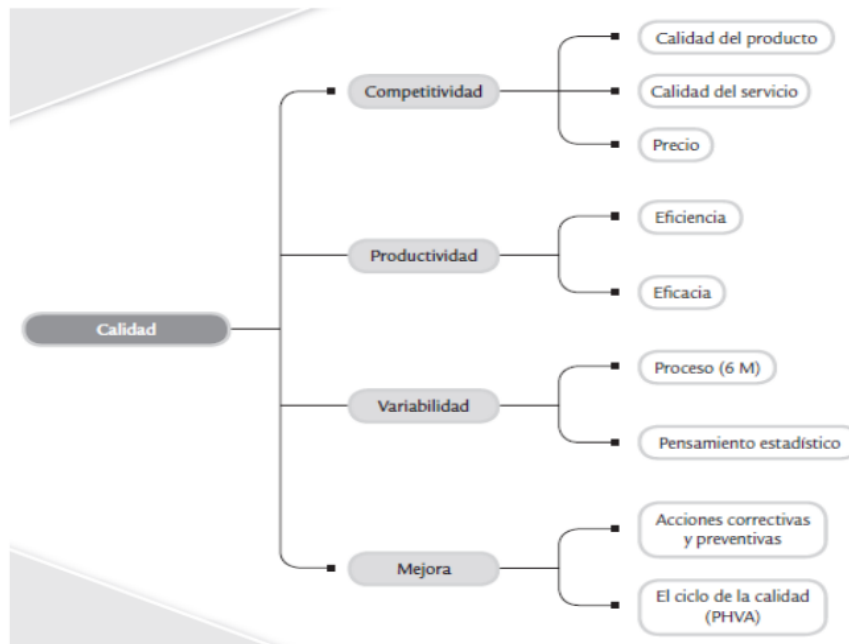 Calidad
Competitividad
Calidad del producto
Calidad del servicio
Precio
Productividad
Eficiencia
Eficacia
Variabilidad
Proceso (6 M)
Pensamiento estadístico
Mejora
Acciones correctivas
y preventivas
El ciclo de la calidad
(PHVA)